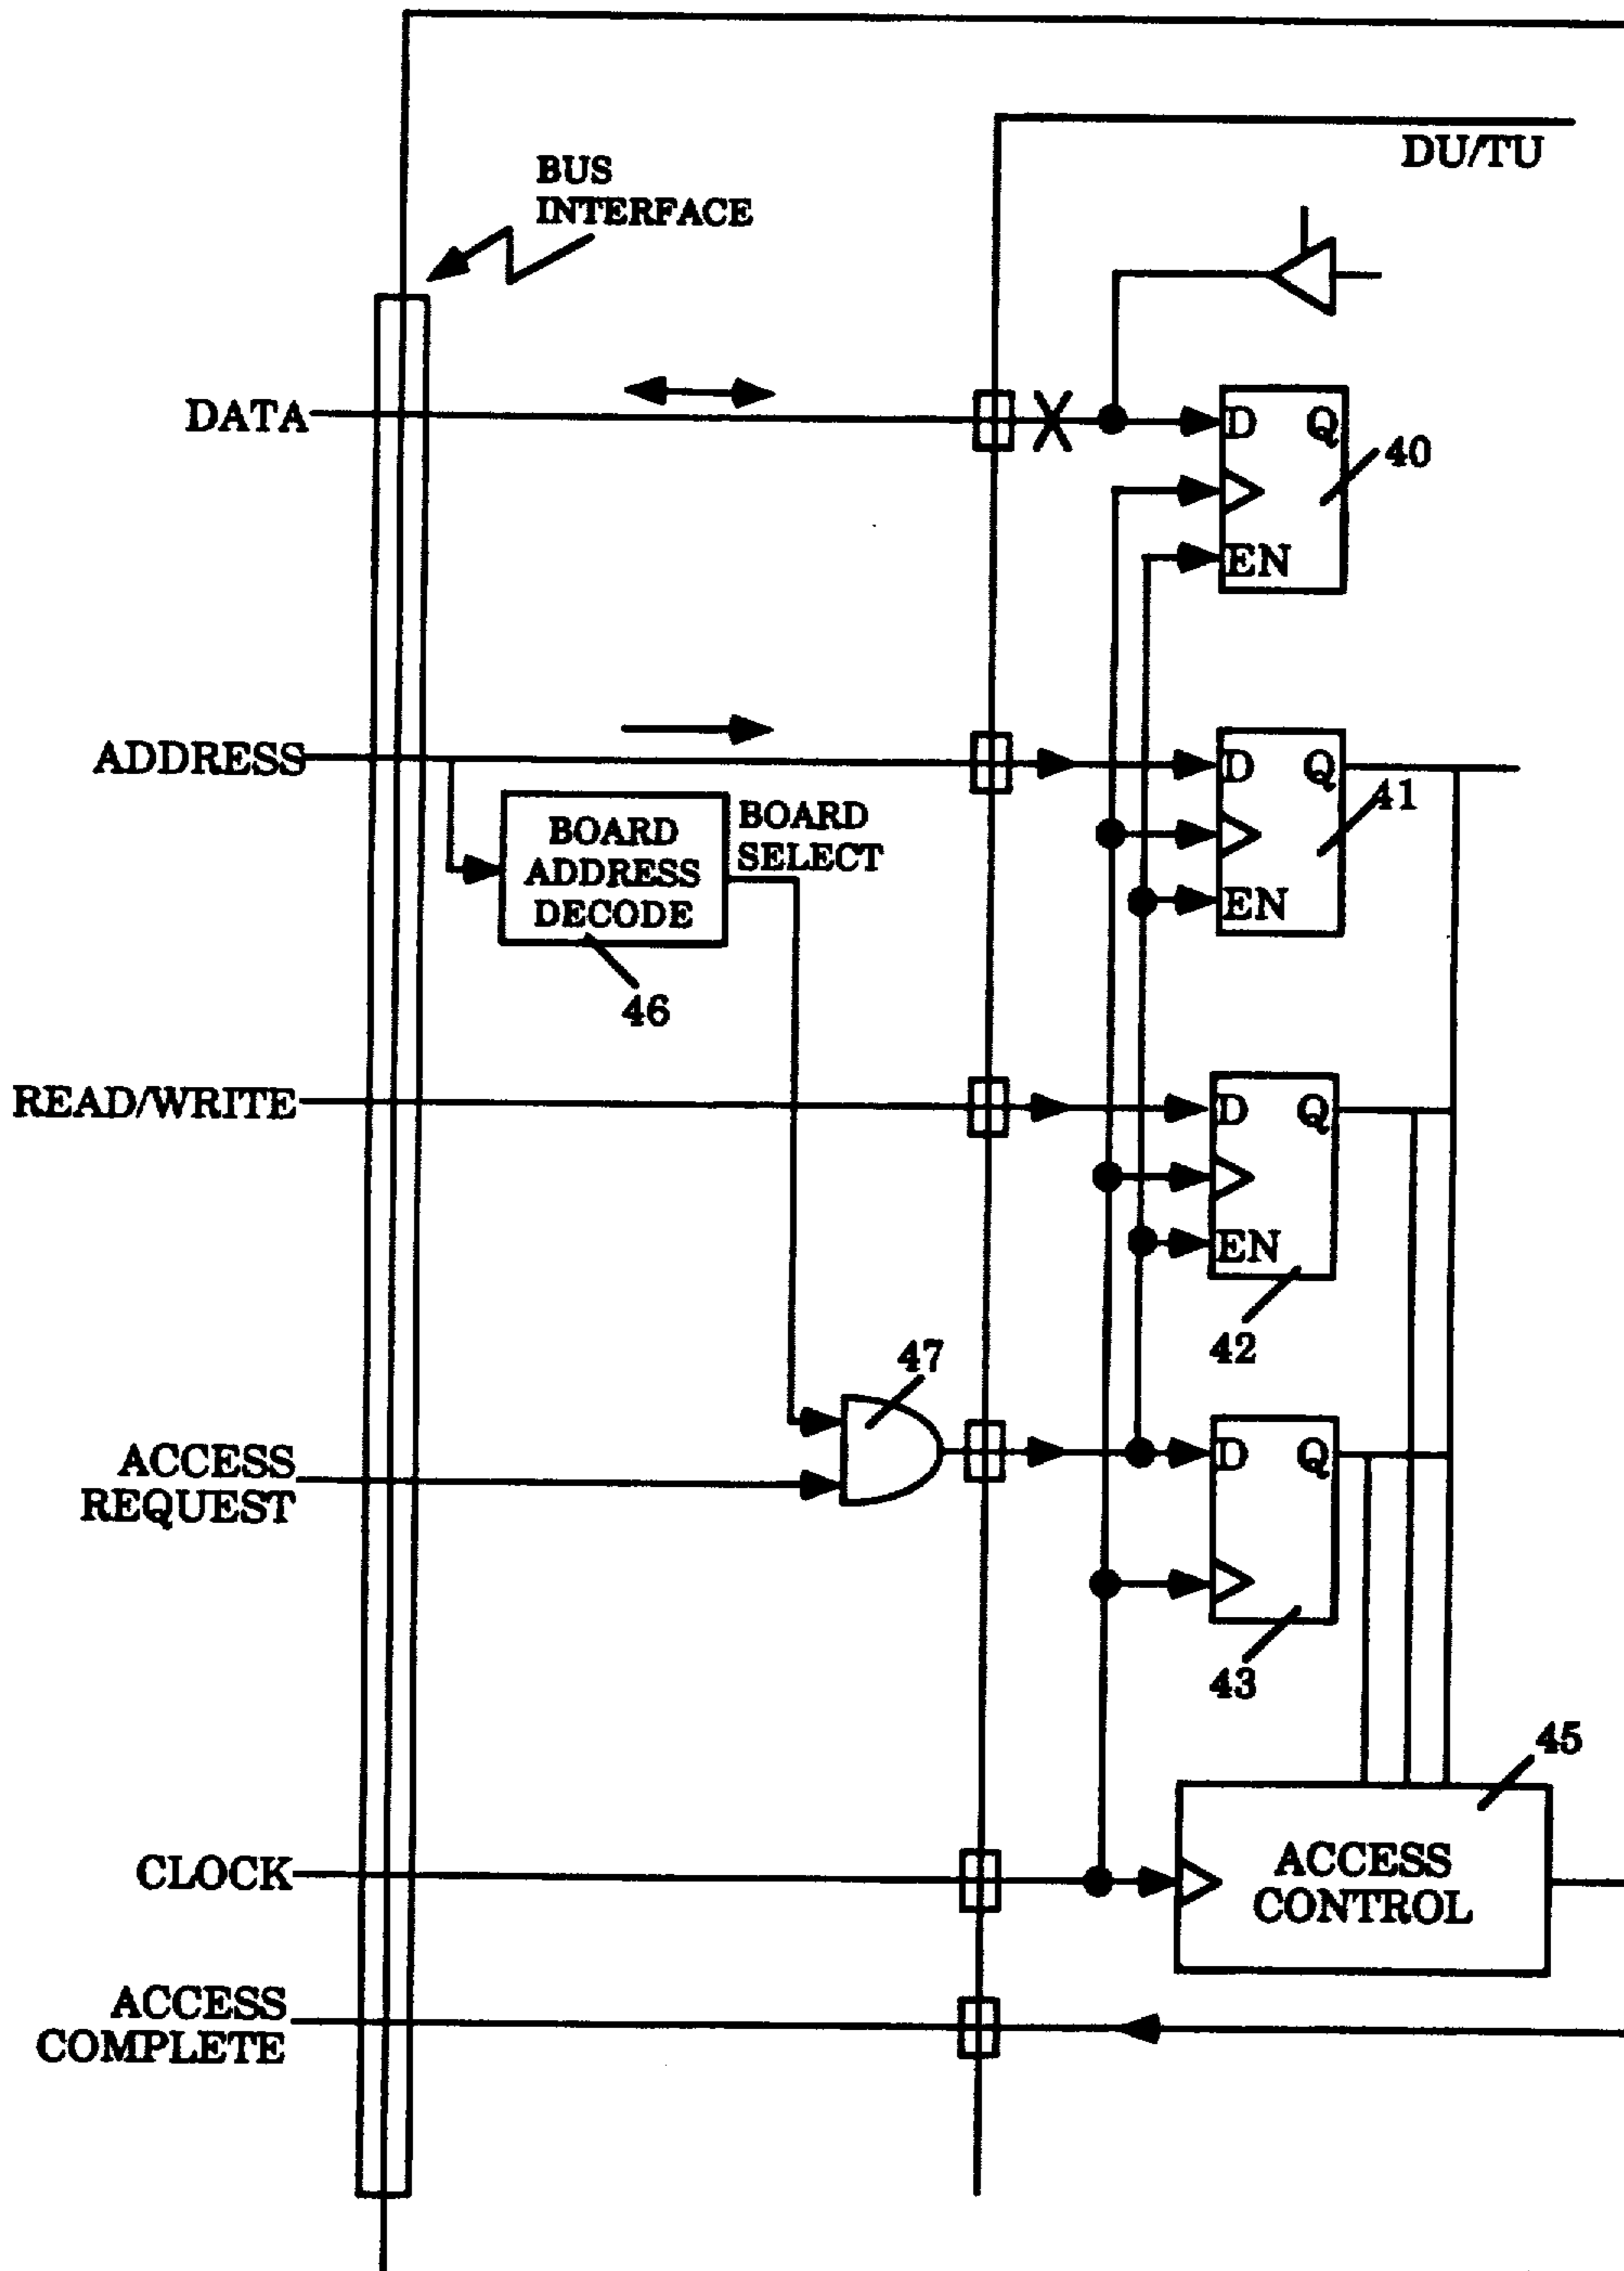 DU/TU
BUS
INTERFACE
DATA
D Q
40
EN
ADDRESS
D Q
41
BOARD
ADDRESS
DECODE
BOARD
SELECT
EN
46
READ/WRITE
D Q
EN
42
47
ACCESS
REQUEST
D Q
43
45
CLOCK
ACCESS
CONTROL
ACCESS
COMPLETE